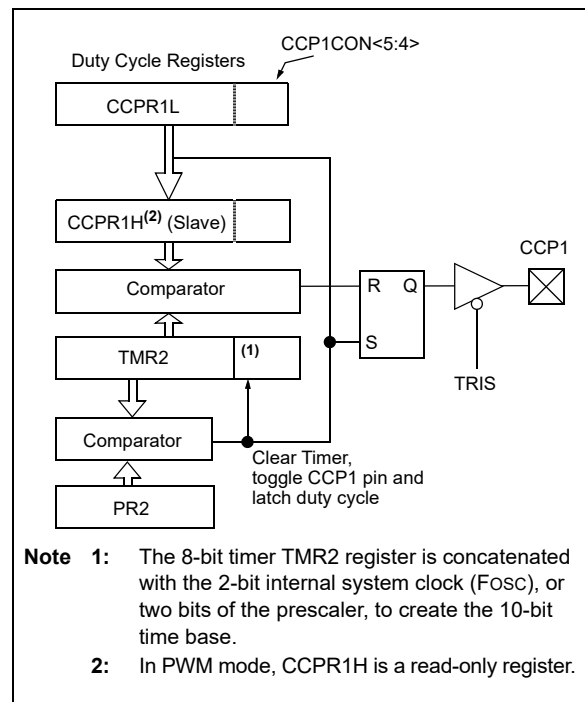 CCP1CON<5:4>
Duty Cycle Registers
CCPR1L
CCPR1H(2) (Slave)
CCP1
Comparator
R Q
(1)
TMR2
S
TRIS
Comparator
Clear Timer,
toggle CCP1 pin and
latch duty cycle
PR2
Note 1: The 8-bit timer TMR2 register is concatenated
with the 2-bit internal system clock (FOSC), or
two bits of the prescaler, to create the 10-bit
time base.
2: In PWM mode, CCPR1H is a read-only register.